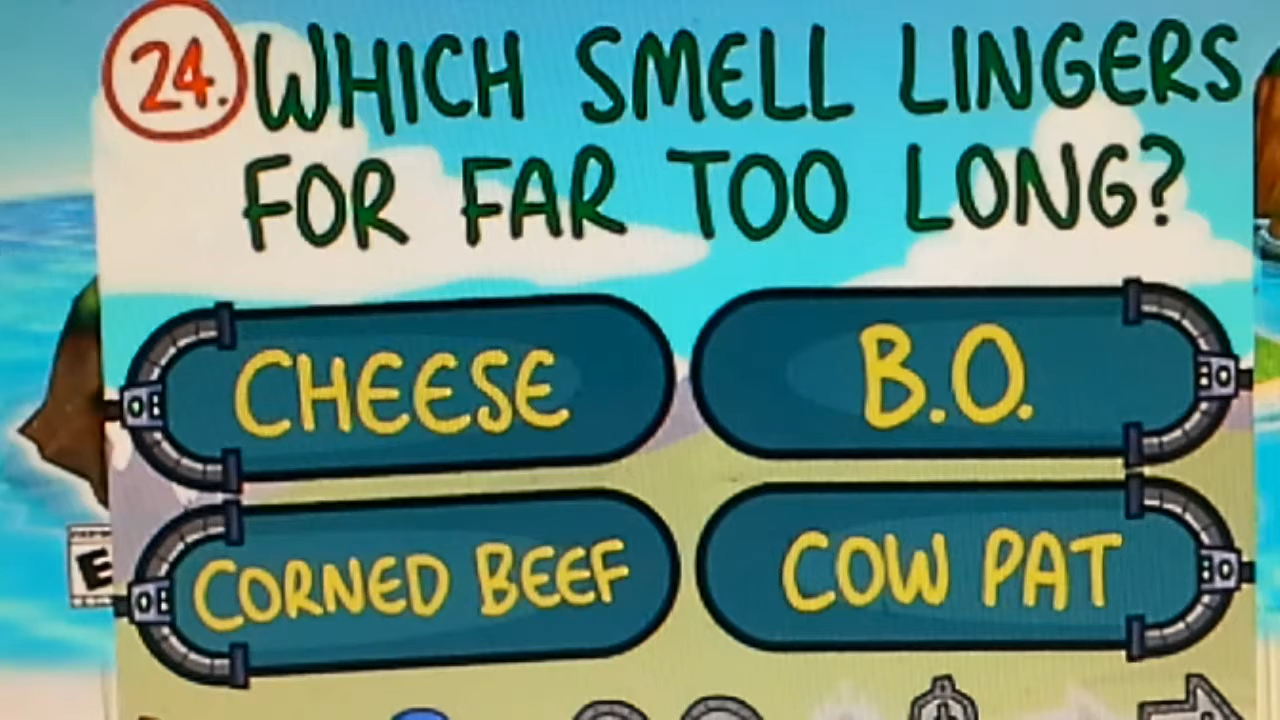 24. WHICH SMELL LINGERS
FOR FAR TOO LONG?
CHEESE
B.O.
CORNED BEEF
COW PAT
E